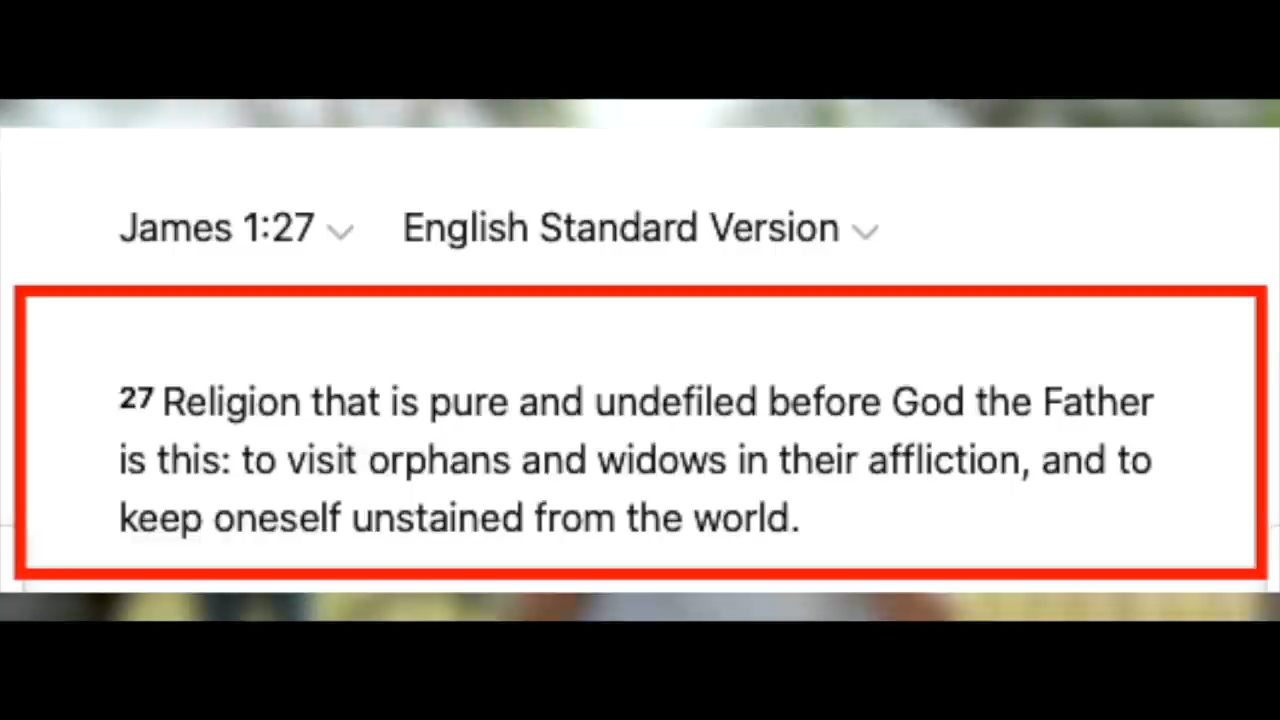 James 1:27 English Standard Version
27 Religion that is pure and undefiled before God the Father
is this: to visit orphans and widows in their affliction, and to
keep oneself unstained from the world.